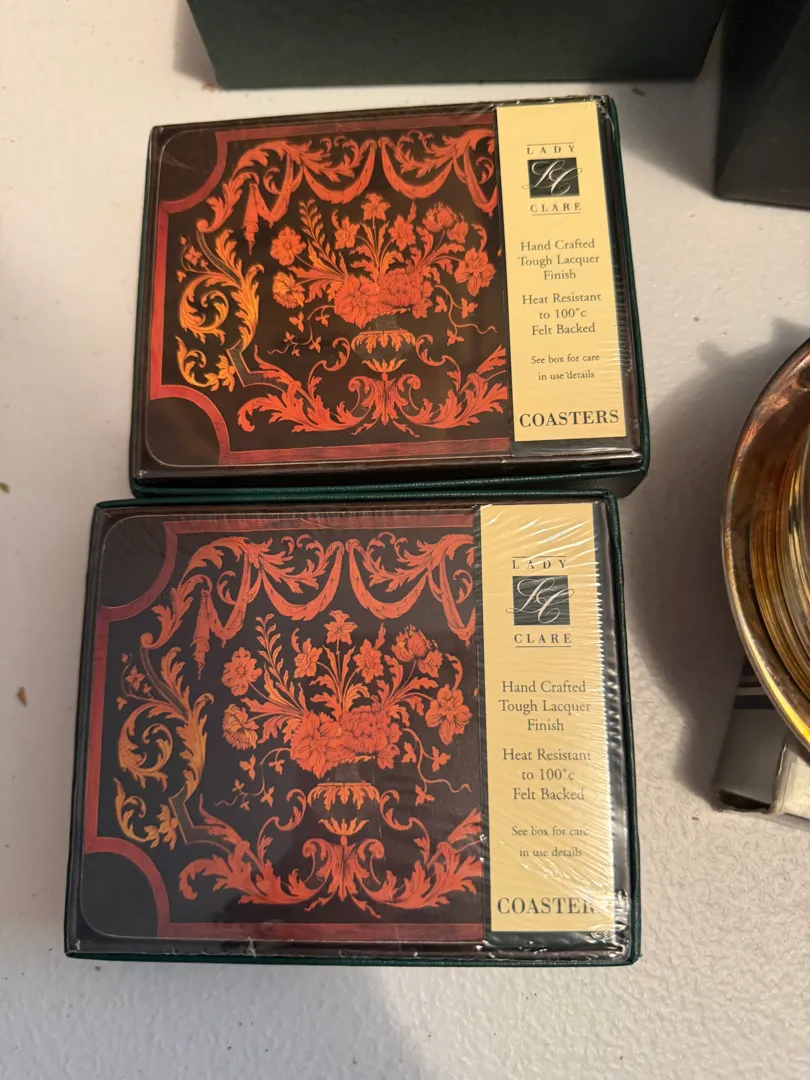 LADY
LC
CLARE
Hand Crafted
Tough Lacquer
Finish
Heat Resistant
to 100°c
Felt Backed
See box for care
in use details
COASTERS
LADY
LC
CLARE
Hand Crafted
Tough Lacquer
Finish
Heat Resistant
to 100°c
Felt Backed
See box for care
in use details
COASTERS